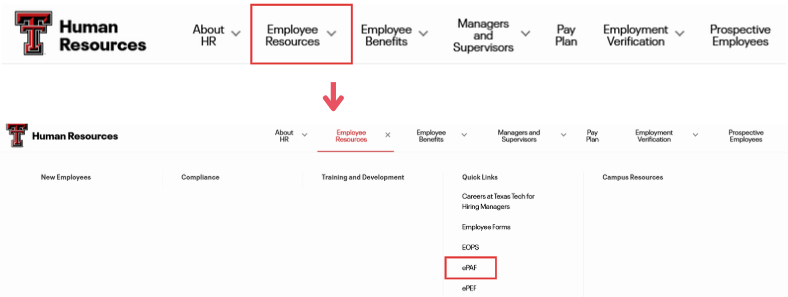 Human
Resources
About
HR
Employee
Resources
Employee
Benefits
Managers
and
Supervisors
Pay
Plan
Employment
Verification
Prospective
Employees
Human Resources
About
HR
Employee
Resources
Employee
Benefits
Managers and
Supervisors
Pay
Plan
Employment
Verification
Prospective
Employees
New Employees
Compliance
Training and Development
Quick Links
Careers at Texas Tech for
Hiring Managers
Employee Forms
EOPS
ePAF
ePEF
Campus Resources